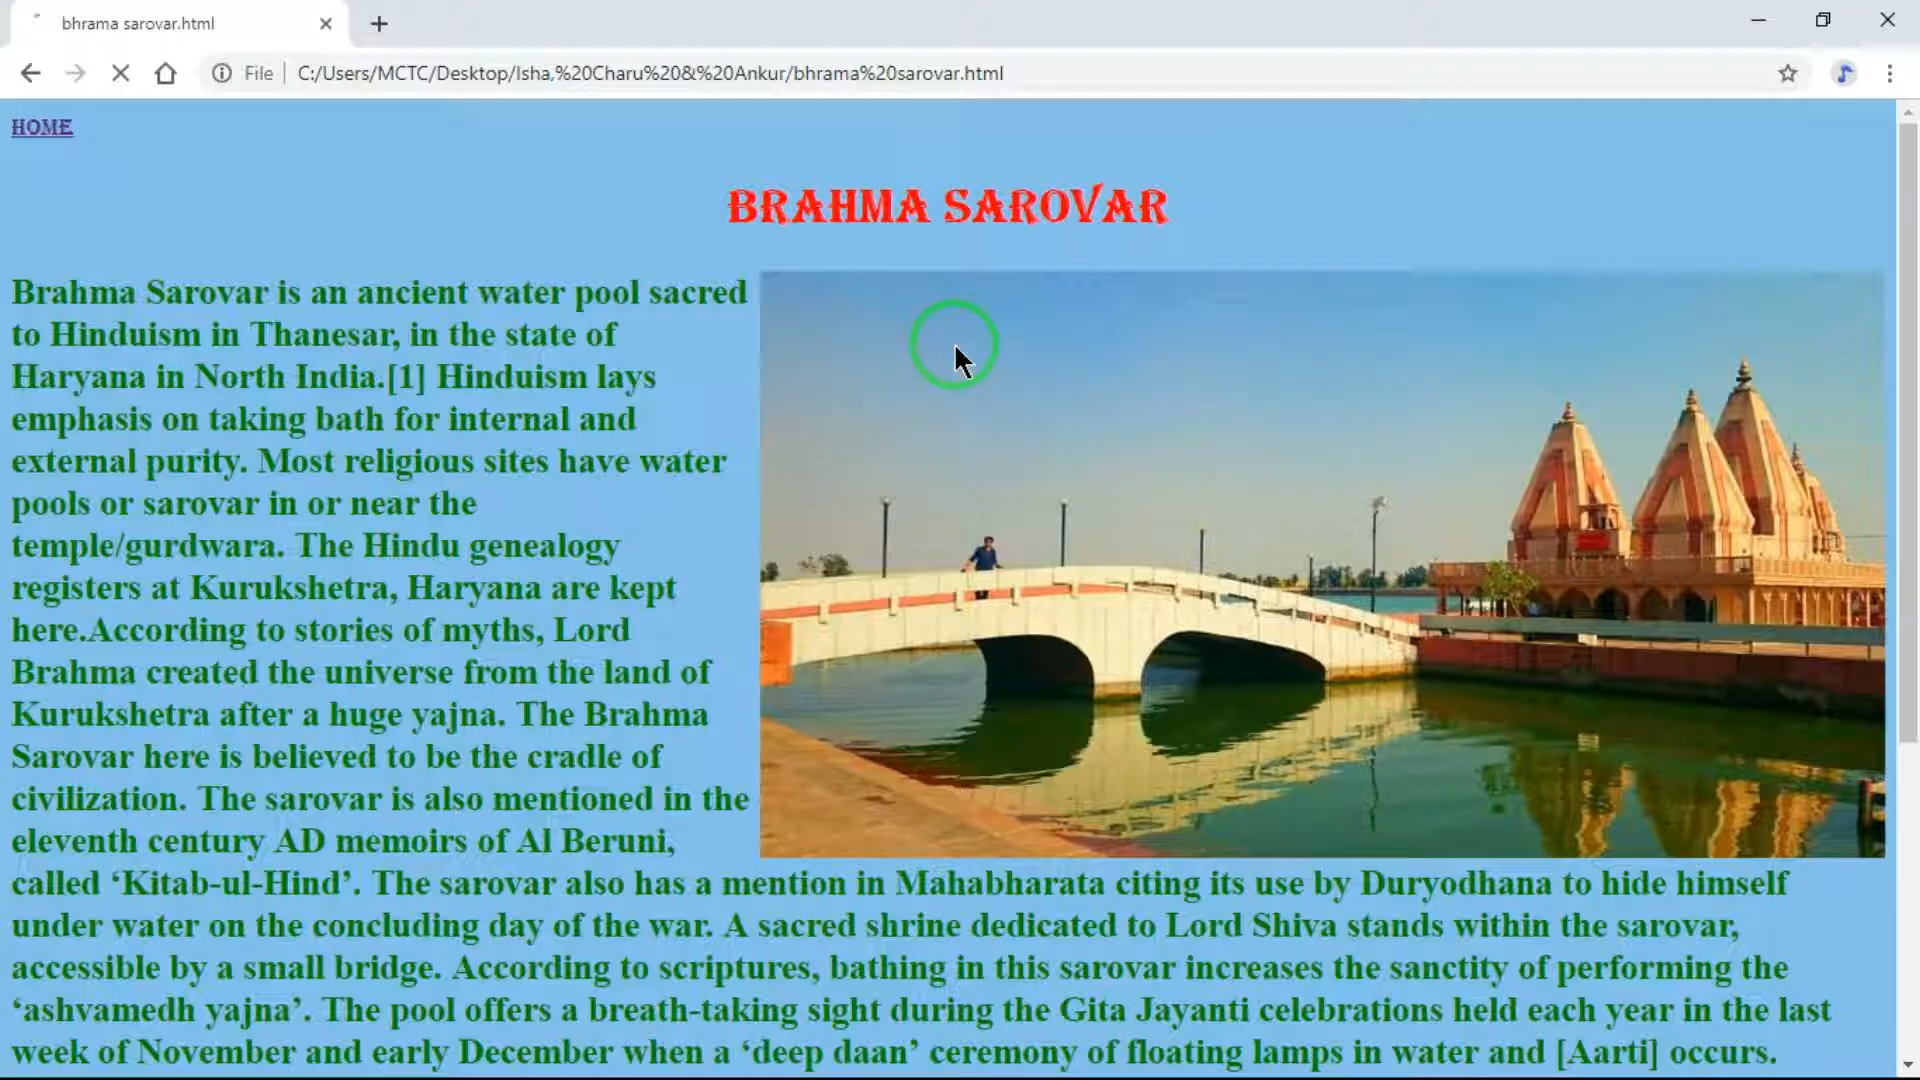 bhrama sarovar.html
File
C:/Users/MCTC/Desktop/Isha,%20Charu%20&%20Ankur/bhrama%20sarovar.html
HOME
BRAHMA SAROVAR
Brahma Sarovar is an ancient water pool sacred
to Hinduism in Thanesar, in the state of
Haryana in North India.[1] Hinduism lays
emphasis on taking bath for internal and
external purity. Most religious sites have water
pools or sarovar in or near the
temple/gurdwara. The Hindu genealogy
registers at Kurukshetra, Haryana are kept
here.According to stories of myths, Lord
Brahma created the universe from the land of
Kurukshetra after a huge yajna. The Brahma
Sarovar here is believed to be the cradle of
civilization. The sarovar is also mentioned in the
eleventh century AD memoirs of Al Beruni,
called ‘Kitab-ul-Hind’. The sarovar also has a mention in Mahabharata citing its use by Duryodhana to hide himself
under water on the concluding day of the war. A sacred shrine dedicated to Lord Shiva stands within the sarovar,
accessible by a small bridge. According to scriptures, bathing in this sarovar increases the sanctity of performing the
‘ashvamedh yajna’. The pool offers a breath-taking sight during the Gita Jayanti celebrations held each year in the last
week of November and early December when a ‘deep daan’ ceremony of floating lamps in water and [Aarti] occurs.